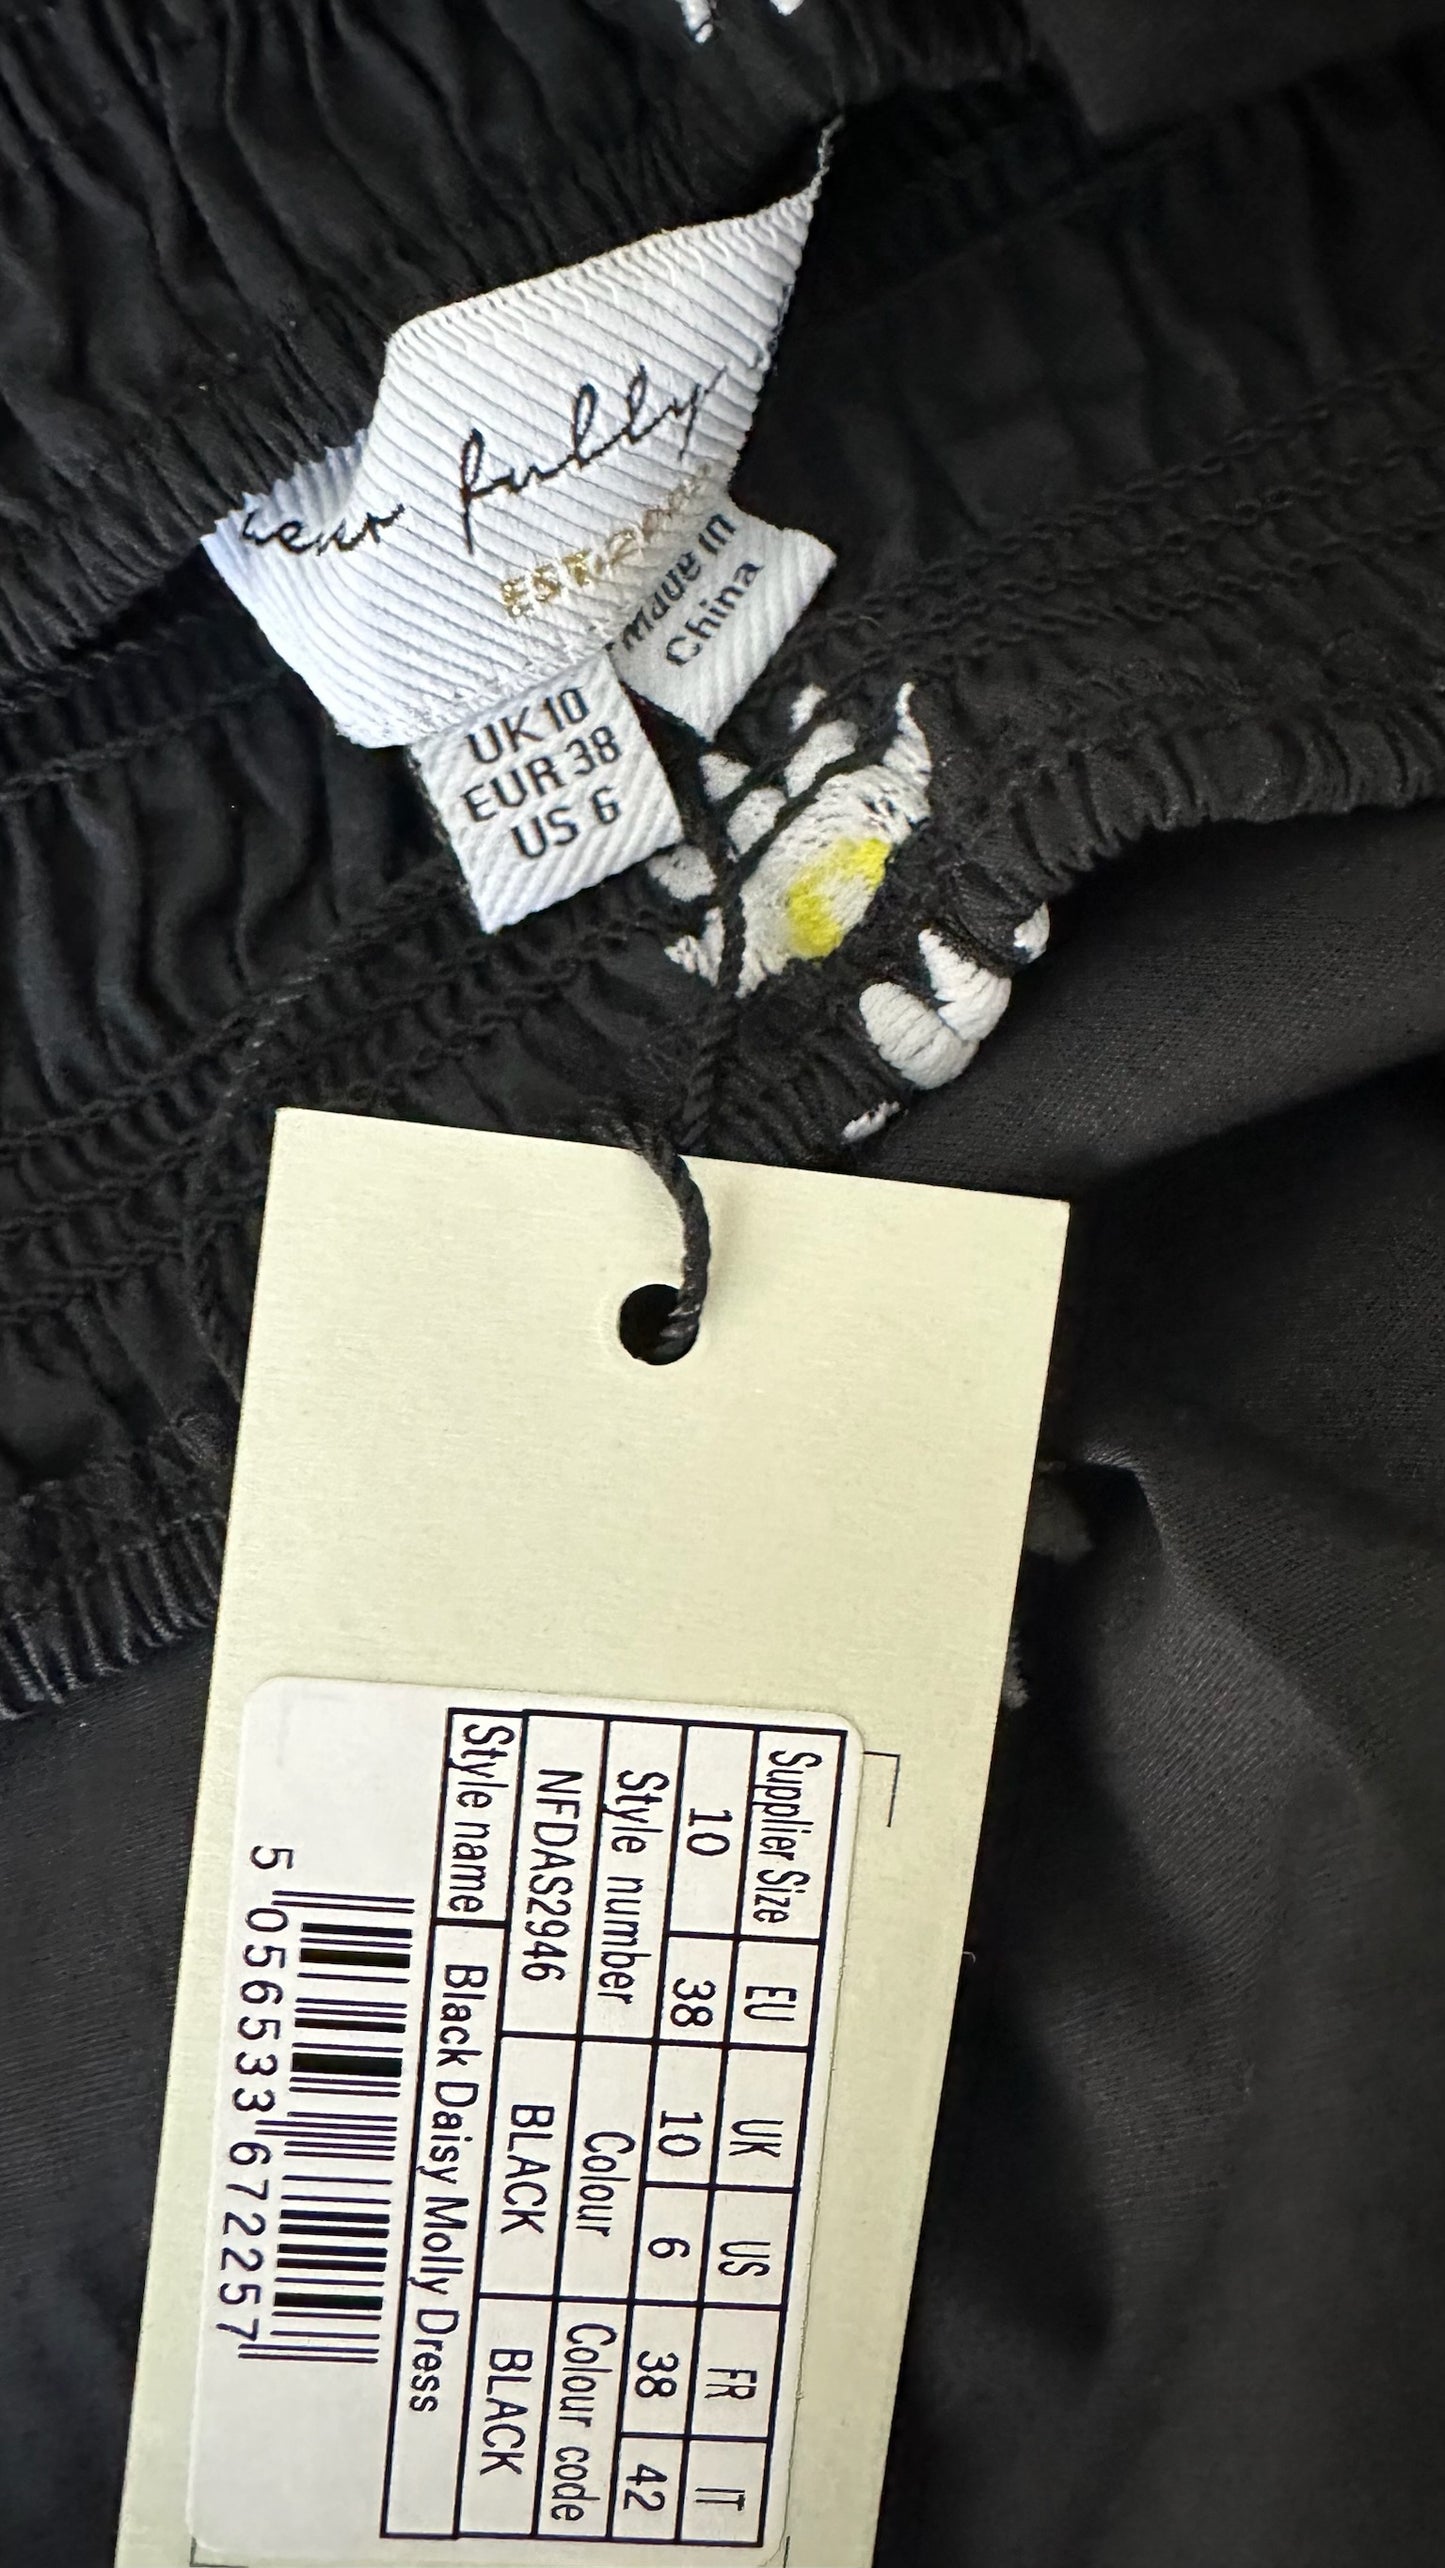 fully
UK 10
EUR 38
US 6
Made in
China
Supplier Size EU UK US FR IT
10 38 10 6 38 42
Style number Colour Colour code
NFDAS2946 BLACK BLACK
Style name Black Daisy Molly Dress
5 056533 672257